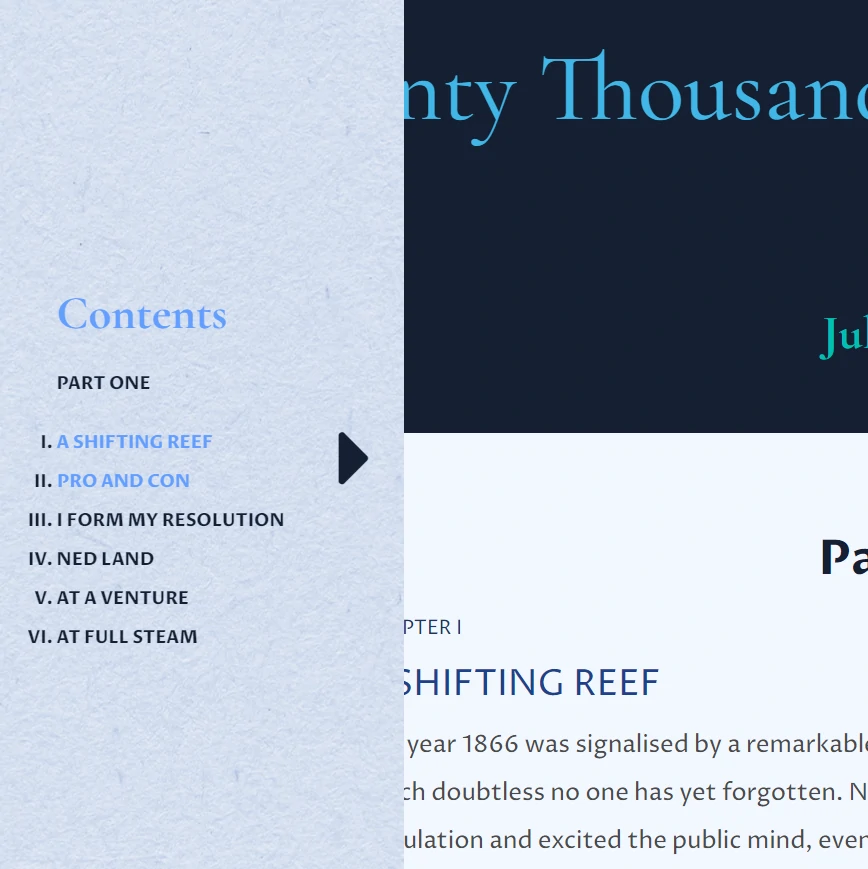 Contents
PART ONE
I. A SHIFTING REEF
II. PRO AND CON
III. I FORM MY RESOLUTION
IV. NED LAND
V. AT A VENTURE
VI. AT FULL STEAM
nty Thousand
Jul
Pa
PTER I
SHIFTING REEF
year 1866 was signalised by a remarkable
ch doubtless no one has yet forgotten. N
ulation and excited the public mind, even